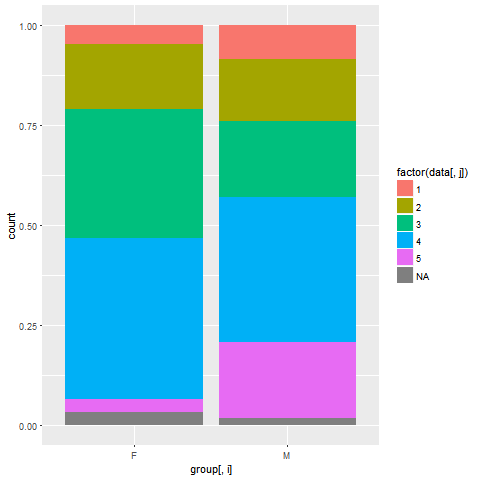 1.00
0.75
0.50
0.25
0.00
count
F
M
group[, i]
factor(data[, j])
1
2
3
4
5
NA